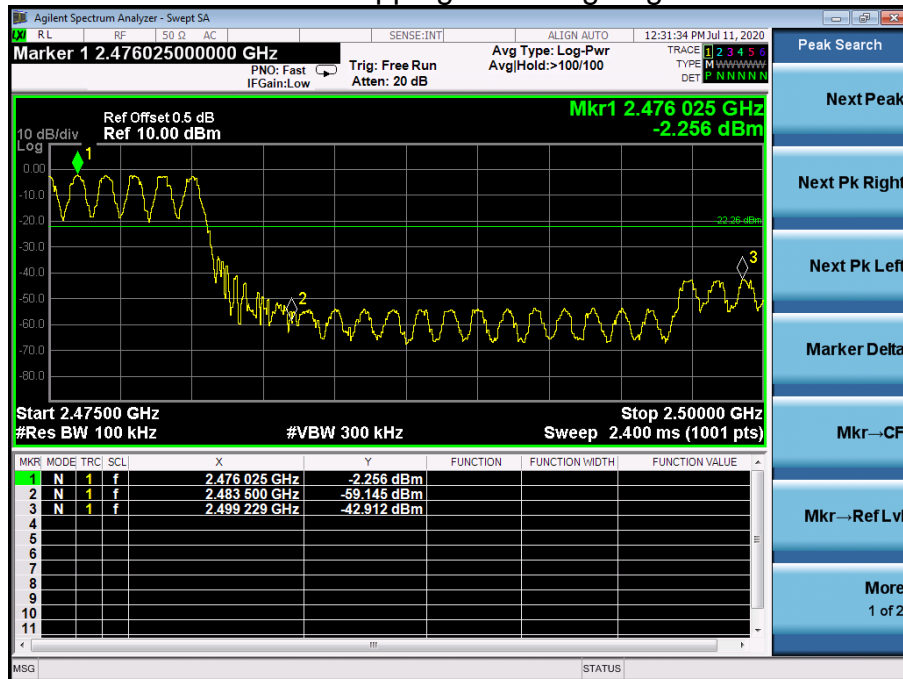 Agilent Spectrum Analyzer - Swept SA
LXI RL RF 50 Ω AC SENSE:INT ALIGN AUTO 12:31:34 PM Jul 11, 2020
Marker 1 2.476025000000 GHz
PNO: Fast
IFGain:Low
Trig: Free Run
Atten: 20 dB
Avg Type: Log-Pwr
Avg|Hold:>100/100
TRACE 1 2 3 4 5 6
TYPE M WWWWW
DET P N N N N N
Peak Search
Next Peak
Next Pk Right
Next Pk Left
Marker Delta
Mkr→CF
Mkr→Ref Lvl
More
1 of 2
Mkr1 2.476 025 GHz
-2.256 dBm
Ref Offset 0.5 dB
10 dB/div Ref 10.00 dBm
Log
0.00
-10.0
-20.0
-30.0
-40.0
-50.0
-60.0
-70.0
-80.0
1
2
3
22.26 dBm
Start 2.47500 GHz Stop 2.50000 GHz
#Res BW 100 kHz #VBW 300 kHz Sweep 2.400 ms (1001 pts)
MKR MODE TRC SCL X Y FUNCTION FUNCTION WIDTH FUNCTION VALUE
1 N 1 f 2.476 025 GHz -2.256 dBm
2 N 1 f 2.483 500 GHz -59.145 dBm
3 N 1 f 2.499 229 GHz -42.912 dBm
4
5
6
7
8
9
10
11
MSG STATUS